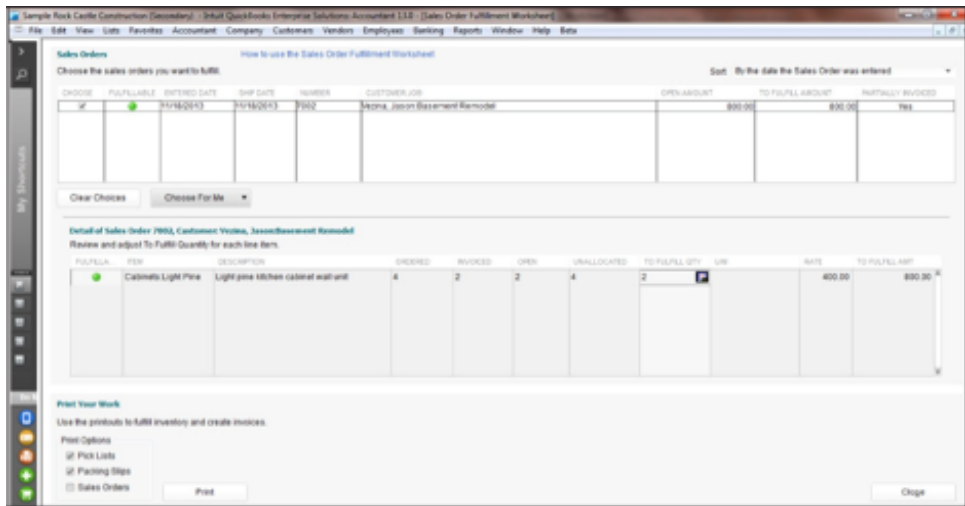 Sample Rock Castle Construction (Secondary) - Intuit QuickBooks Enterprise Solutions: Accountant 13.0 - [Sales Order Fulfillment Worksheet]
File Edit View Lists Favorites Accountant Company Customers Vendors Employees Banking Reports Window Help Beta
Sales Orders How to use the Sales Order Fulfillment Worksheet
Choose the sales orders you want to fulfill. Sort By the date the Sales Order was entered
CHOOSE FULFILLABLE ENTERED DATE SHIP DATE NUMBER CUSTOMER:JOB OPEN AMOUNT TO FULFILL AMOUNT PARTIALLY INVOICED
11/16/2013 11/16/2013 7002 Vezina, Jason:Basement Remodel 800.00 800.00 Yes
My Shortcuts
Clear Choices Choose For Me
Detail of Sales Order 7002, Customer: Vezina, Jason:Basement Remodel
Review and adjust To Fulfill Quantity for each line item.
FULFILLA... ITEM DESCRIPTION ORDERED INVOICED OPEN UNALLOCATED TO FULFILL QTY U/M RATE TO FULFILL AMT
Cabinets:Light Pine Light pine kitchen cabinet wall unit 4 2 2 4 2 400.00 800.00
Print Your Work
Use the printouts to fulfill inventory and create invoices.
Print Options
Pick Lists
Packing Slips
Sales Orders Print Close